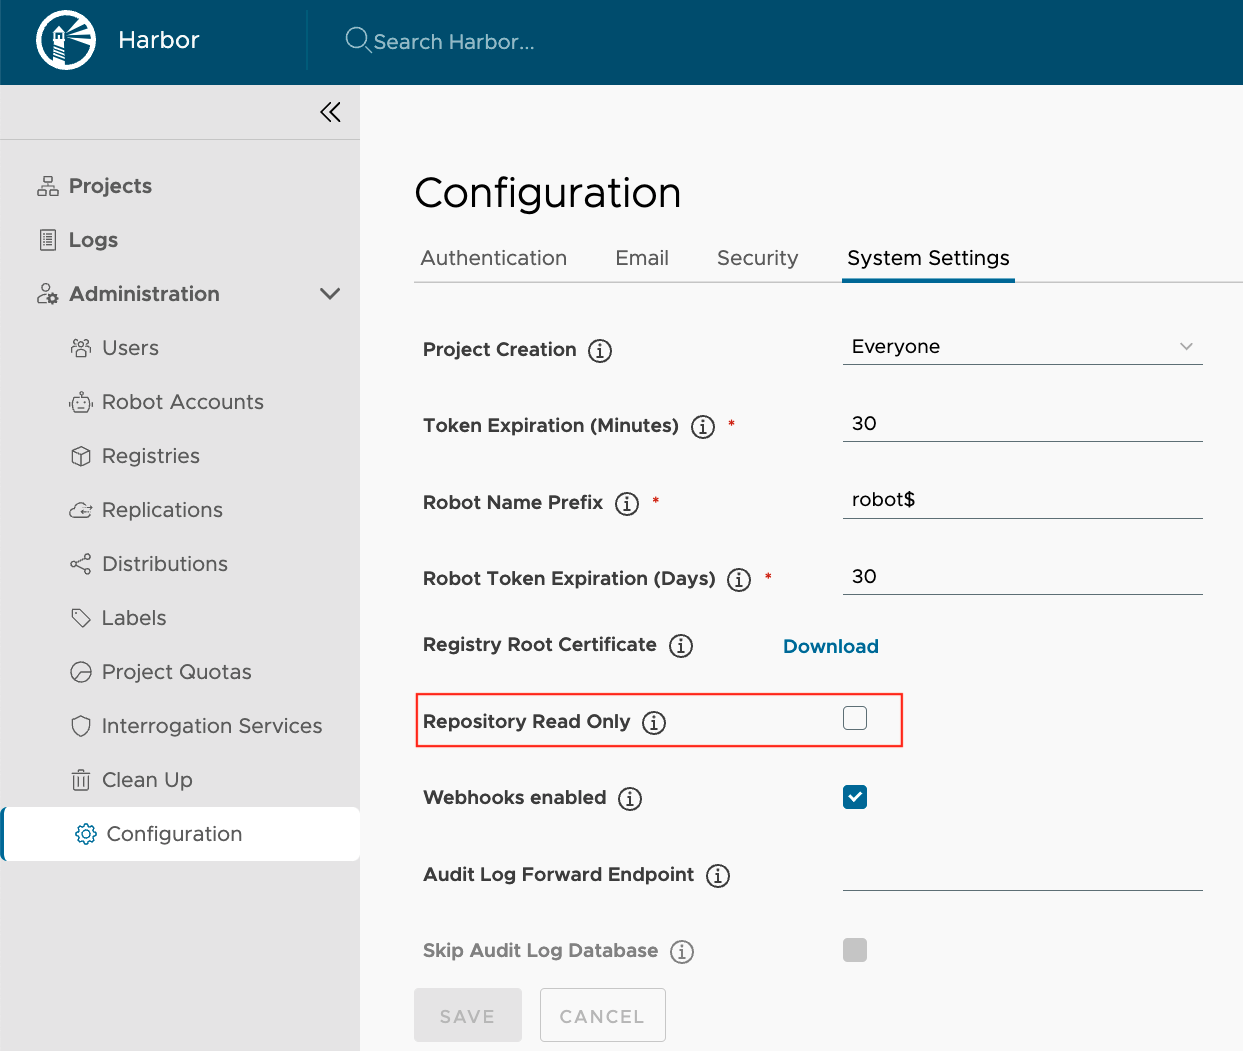 Harbor
Search Harbor...
Projects
Logs
Administration
Users
Robot Accounts
Registries
Replications
Distributions
Labels
Project Quotas
Interrogation Services
Clean Up
Configuration
Configuration
Authentication Email Security System Settings
Project Creation Everyone
Token Expiration (Minutes) * 30
Robot Name Prefix * robot$
Robot Token Expiration (Days) * 30
Registry Root Certificate Download
Repository Read Only
Webhooks enabled
Audit Log Forward Endpoint
Skip Audit Log Database
SAVE CANCEL